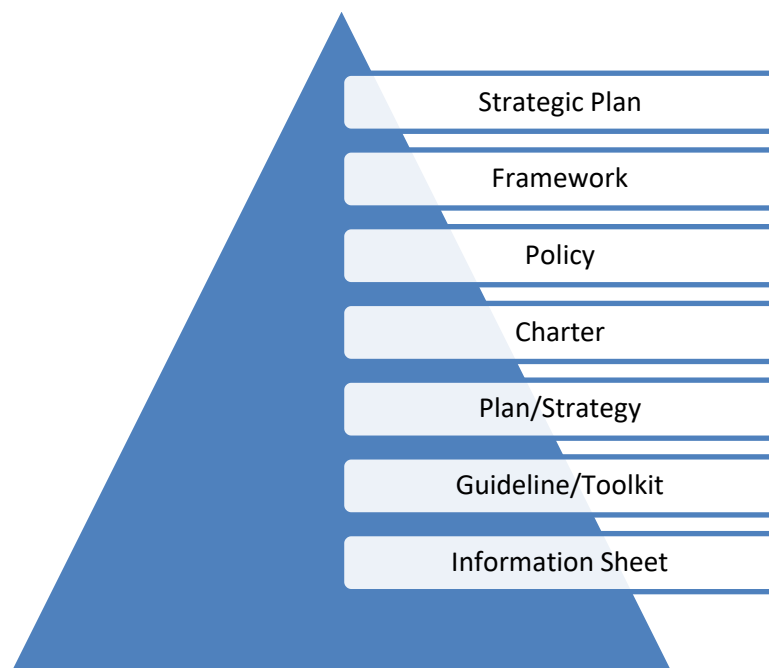 Strategic Plan
Framework
Policy
Charter
Plan/Strategy
Guideline/Toolkit
Information Sheet